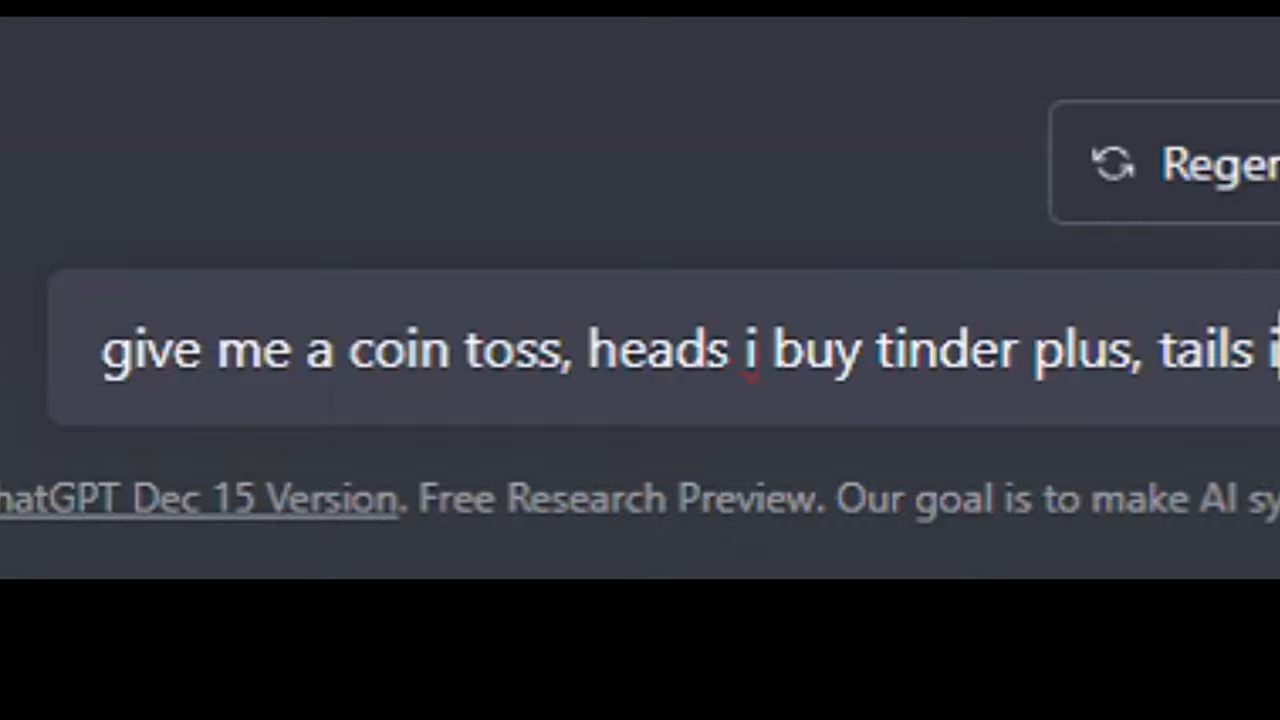 Regen
give me a coin toss, heads i buy tinder plus, tails i
hatGPT Dec 15 Version. Free Research Preview. Our goal is to make AI sy